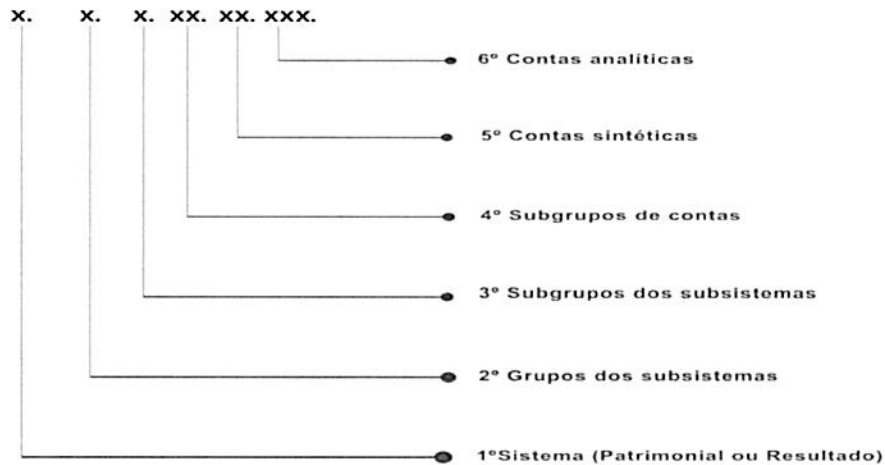 x. x. x. xx. xx. xxx.
6º Contas analíticas
5º Contas sintéticas
4º Subgrupos de contas
3º Subgrupos dos subsistemas
2º Grupos dos subsistemas
1ºSistema (Patrimonial ou Resultado)